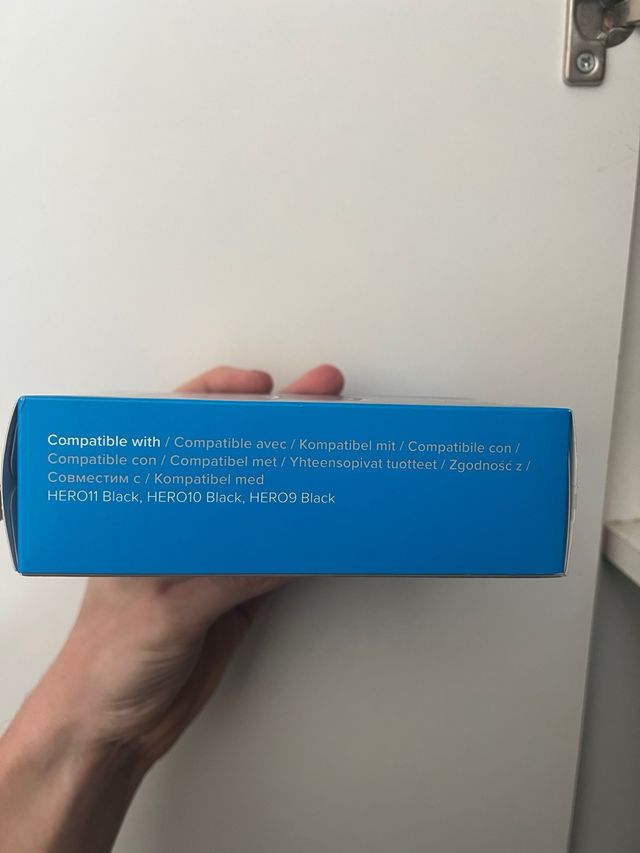 Compatible with / Compatible avec / Kompatibel mit / Compatibile con /
Compatible con / Compatibel met / Yhteensopivat tuotteet / Zgodność z /
Совместим с / Kompatibel med
HERO11 Black, HERO10 Black, HERO9 Black